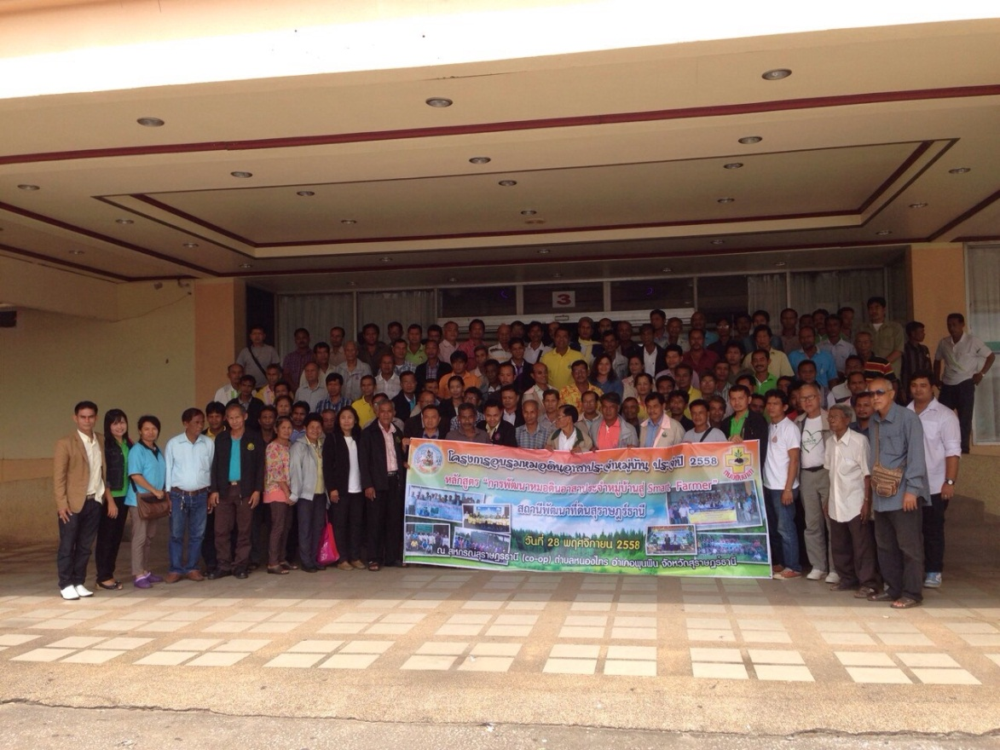 3
โครงการอบรมหมอดินอาสาประจำหมู่บ้าน ประจำปี 2558
หลักสูตร "การพัฒนาหมอดินอาสาประจำหมู่บ้านสู่ Smart Farmer"
สถานีพัฒนาที่ดินสุราษฎร์ธานี
วันที่ 28 พฤศจิกายน 2558
ณ สหกรณ์สุราษฎร์ธานี (co-op) ตำบลหนองไทร อำเภอพุนพิน จังหวัดสุราษฎร์ธานี